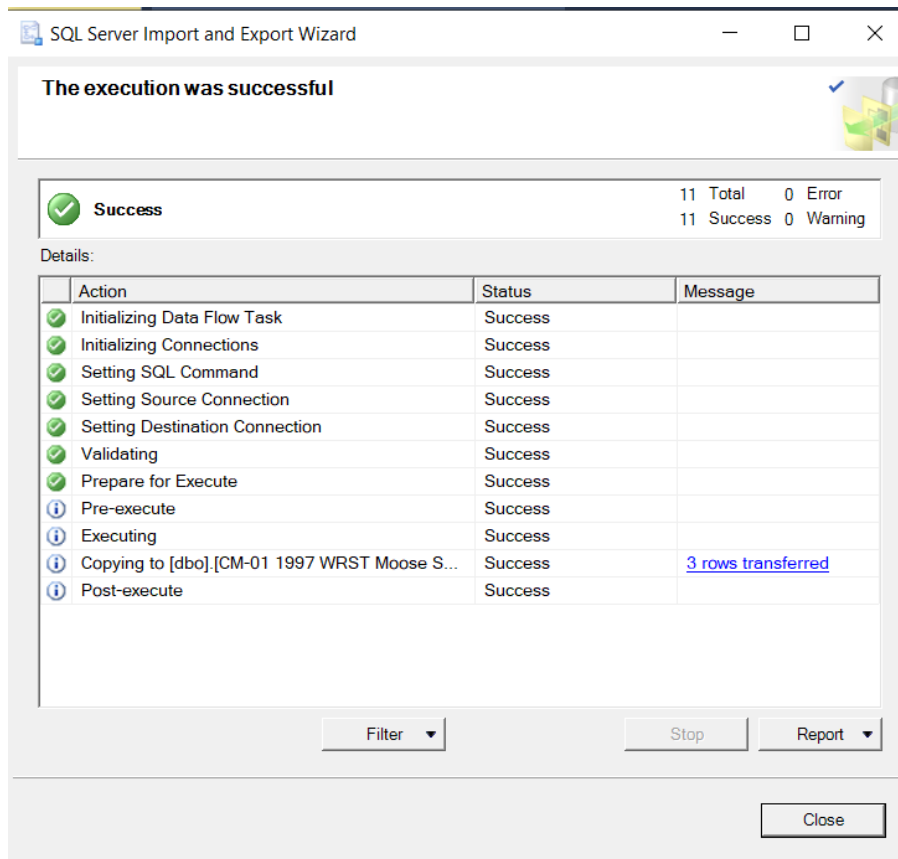 SQL Server Import and Export Wizard
The execution was successful
Success
11 Total 0 Error
11 Success 0 Warning
Details:
Action Status Message
Initializing Data Flow Task Success
Initializing Connections Success
Setting SQL Command Success
Setting Source Connection Success
Setting Destination Connection Success
Validating Success
Prepare for Execute Success
Pre-execute Success
Executing Success
Copying to [dbo].[CM-01 1997 WRST Moose S... Success 3 rows transferred
Post-execute Success
Filter Stop Report
Close